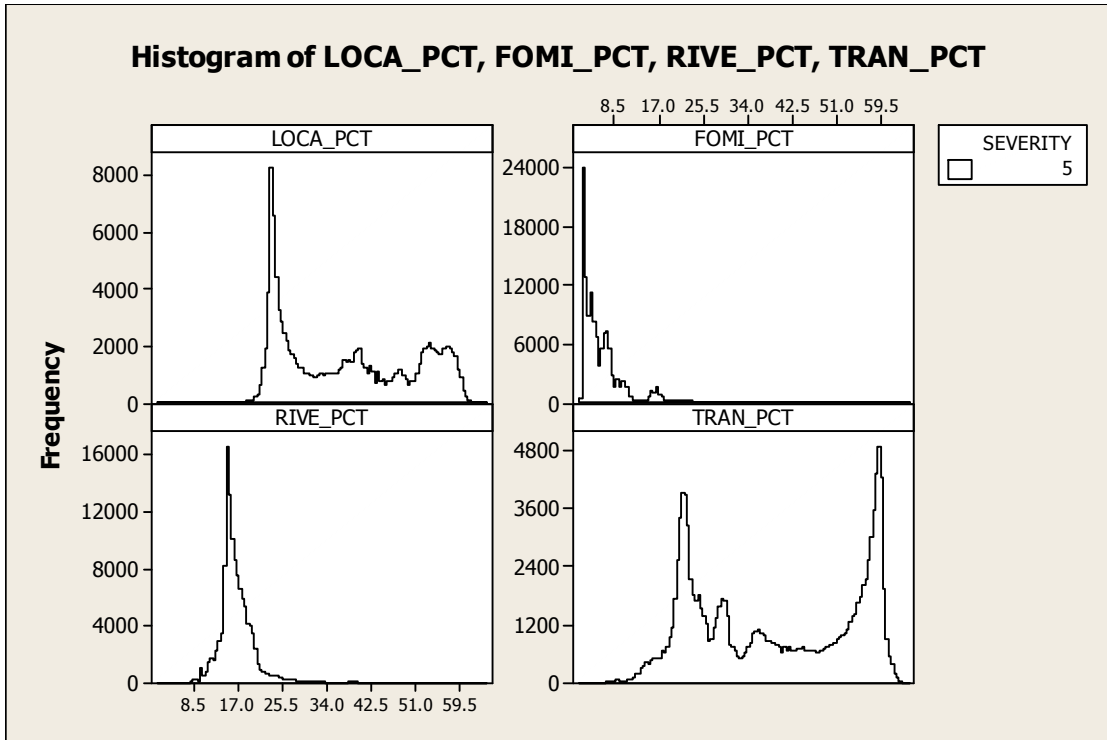 Histogram of LOCA_PCT, FOMI_PCT, RIVE_PCT, TRAN_PCT
8.5 17.0 25.5 34.0 42.5 51.0 59.5
LOCA_PCT
FOMI_PCT
SEVERITY
5
8000
6000
4000
2000
0
24000
18000
12000
6000
0
Frequency
RIVE_PCT
TRAN_PCT
16000
12000
8000
4000
0
4800
3600
2400
1200
0
8.5 17.0 25.5 34.0 42.5 51.0 59.5